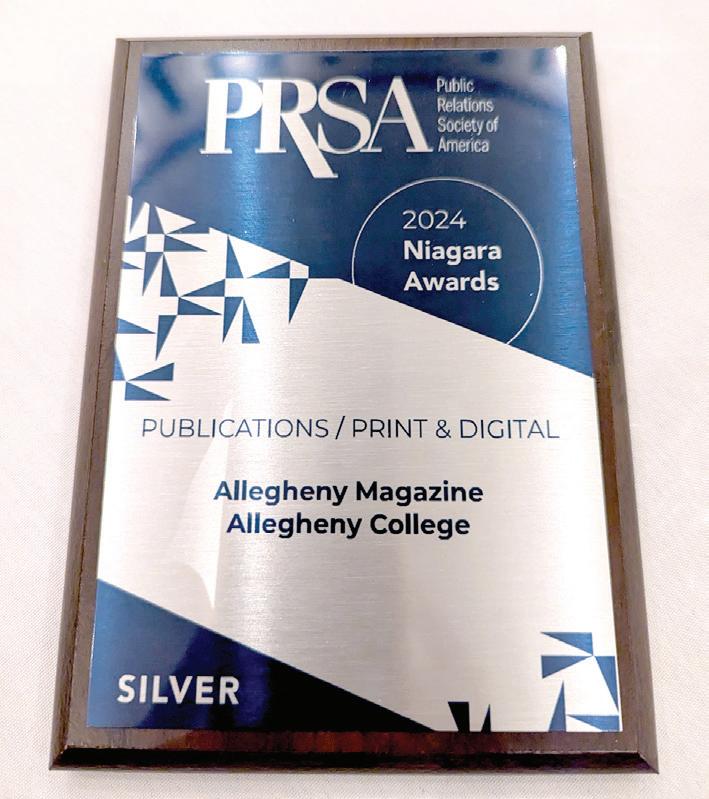 PRSA
Public
Relations
Society of
America
2024
Niagara
Awards
PUBLICATIONS / PRINT & DIGITAL
Allegheny Magazine
Allegheny College
SILVER